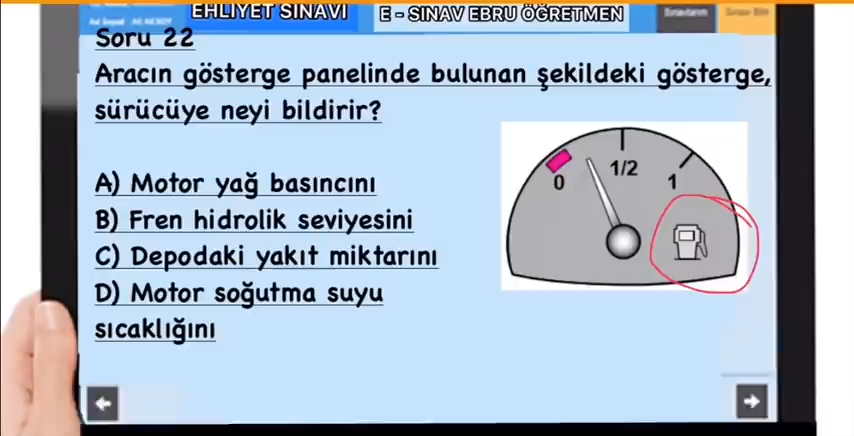 EHLİYET SINAVI
E - SINAV EBRU ÖĞRETMEN
Soru 22
Aracın gösterge panelinde bulunan şekildeki gösterge,
sürücüye neyi bildirir?
A) Motor yağ basıncını
B) Fren hidrolik seviyesini
C) Depodaki yakıt miktarını
D) Motor soğutma suyu
sıcaklığını
0
1/2
1